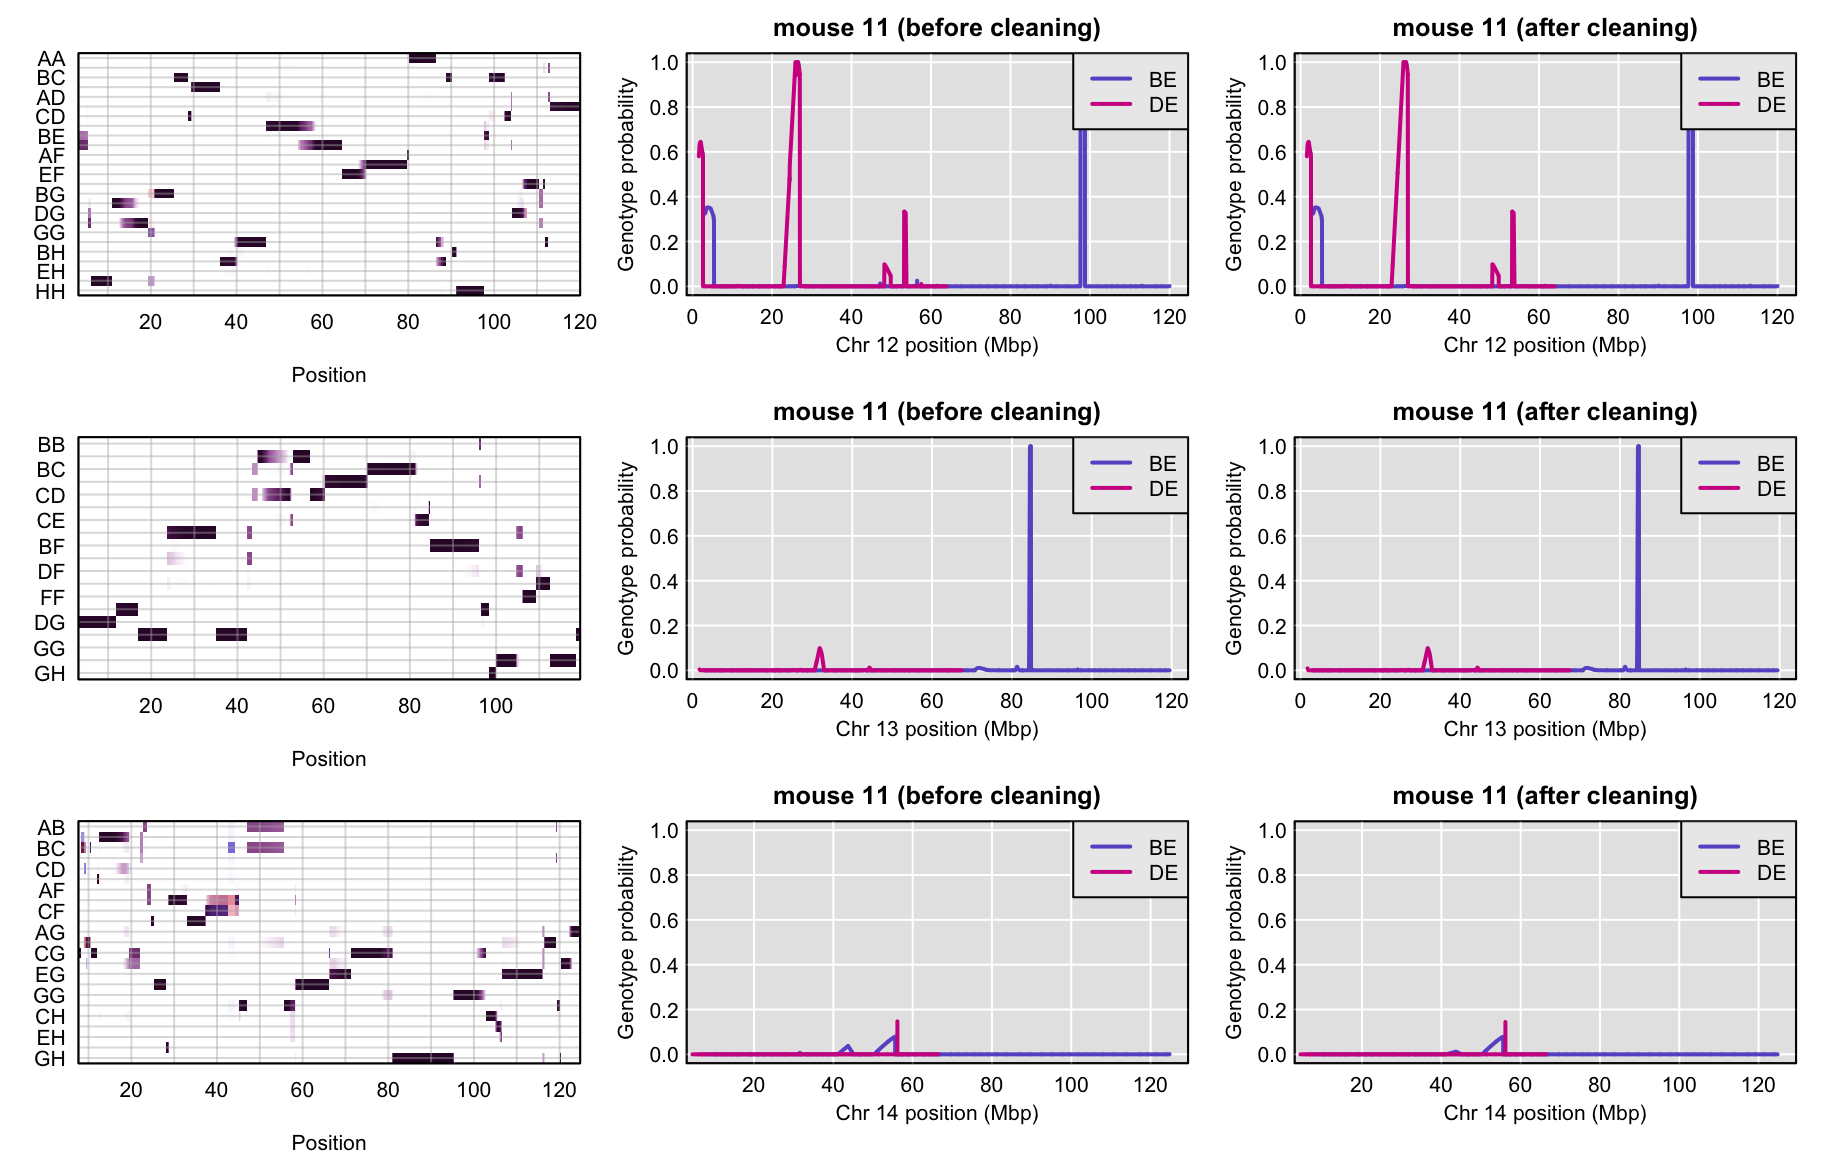 mouse 11 (before cleaning)
mouse 11 (after cleaning)
AA
BC
AD
CD
BE
AF
EF
BG
DG
GG
BH
EH
HH
20 40 60 80 100 120
Position
Genotype probability
1.0
0.8
0.6
0.4
0.2
0.0
BE
DE
0 20 40 60 80 100 120
Chr 12 position (Mbp)
Genotype probability
1.0
0.8
0.6
0.4
0.2
0.0
BE
DE
0 20 40 60 80 100 120
Chr 12 position (Mbp)
mouse 11 (before cleaning)
mouse 11 (after cleaning)
BB
BC
CD
CE
BF
DF
FF
DG
GG
GH
20 40 60 80 100
Position
Genotype probability
1.0
0.8
0.6
0.4
0.2
0.0
BE
DE
0 20 40 60 80 100 120
Chr 13 position (Mbp)
Genotype probability
1.0
0.8
0.6
0.4
0.2
0.0
BE
DE
0 20 40 60 80 100 120
Chr 13 position (Mbp)
mouse 11 (before cleaning)
mouse 11 (after cleaning)
AB
BC
CD
AF
CF
AG
CG
EG
GG
CH
EH
GH
20 40 60 80 100 120
Position
Genotype probability
1.0
0.8
0.6
0.4
0.2
0.0
BE
DE
20 40 60 80 100 120
Chr 14 position (Mbp)
Genotype probability
1.0
0.8
0.6
0.4
0.2
0.0
BE
DE
20 40 60 80 100 120
Chr 14 position (Mbp)